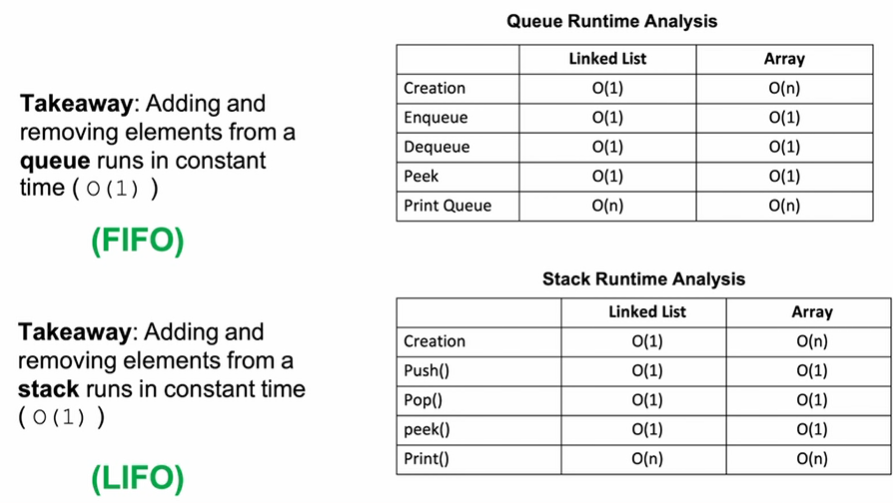 Takeaway: Adding and
removing elements from a
queue runs in constant
time ( O(1) )
(FIFO)
Queue Runtime Analysis
Linked List Array
Creation O(1) O(n)
Enqueue O(1) O(1)
Dequeue O(1) O(1)
Peek O(1) O(1)
Print Queue O(n) O(n)
Takeaway: Adding and
removing elements from a
stack runs in constant time
( O(1) )
(LIFO)
Stack Runtime Analysis
Linked List Array
Creation O(1) O(n)
Push() O(1) O(1)
Pop() O(1) O(1)
peek() O(1) O(1)
Print() O(n) O(n)